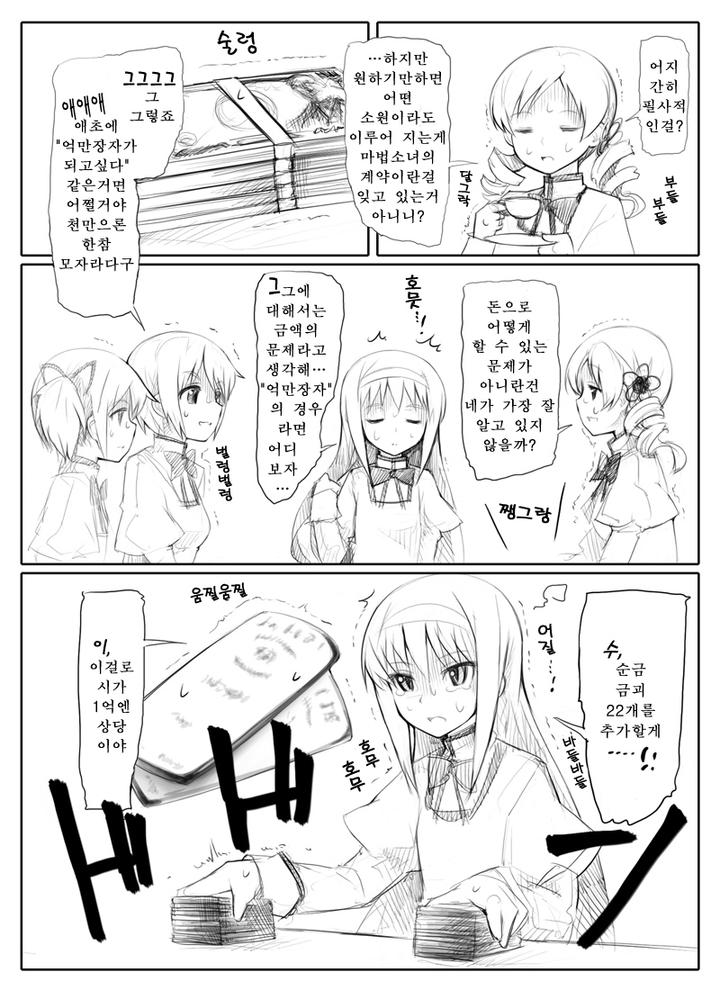 어지
간히
필사적
인걸?
…하지만
원하기만하면
어떤
소원이라도
이루어 지는게
마법소녀의
계약이란걸
잊고 있는거
아니니?
달그락
부들
부들
술렁
그그그그
그
그렇죠
애애애
애초에
"억만장자가
되고싶다"
같은거면
어쩔거야
천만으론
한참
모자라다구
돈으로
어떻게
할 수 있는
문제가
아니란건
네가 가장 잘
알고 있지
않을까?
쨍그랑
호
뭇…!
그그에
대해서는
금액의
문제라고
생각해…
"억만장자"
의 경우
라면
어디
보자
…
벌렁벌렁
수,
순금
금괴
22개를
추가할게
……!!
어
질…!
바들바들
움찔움찔
이,
이걸로
시가
1억엔
상당
이야
호무
호무
ドドーン